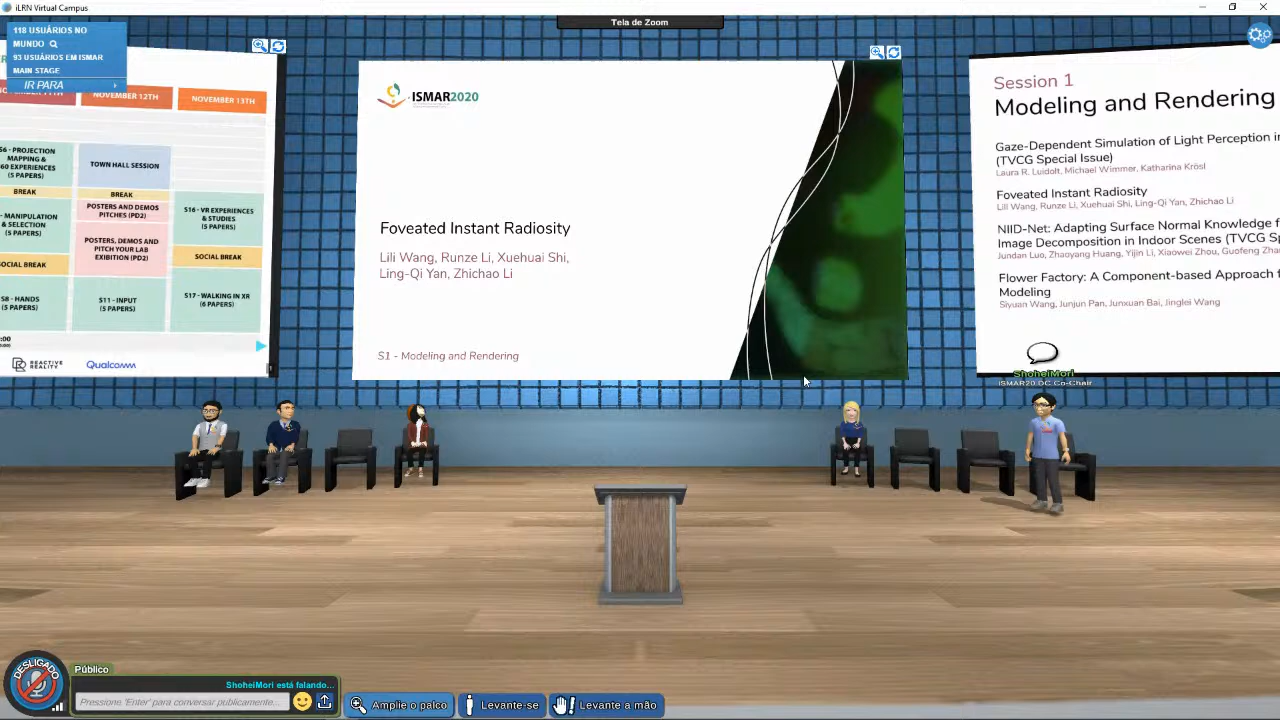 iLRN Virtual Campus
Tela de Zoom
118 USUÁRIOS NO
MUNDO
93 USUÁRIOS EM ISMAR
MAIN STAGE
IR PARA
NOVEMBER 12TH
NOVEMBER 13TH
S6 - PROJECTION
MAPPING &
EXPERIENCES
(5 PAPERS)
TOWN HALL SESSION
BREAK
BREAK
MANIPULATION
& SELECTION
(5 PAPERS)
POSTERS AND DEMOS
PITCHES (PD2)
S16 - VR EXPERIENCES
& STUDIES
(5 PAPERS)
POSTERS, DEMOS AND
PITCH YOUR LAB
EXIBITION (PD2)
SOCIAL BREAK
SOCIAL BREAK
S8 - HANDS
(5 PAPERS)
S11 - INPUT
(5 PAPERS)
S17 - WALKING IN XR
(6 PAPERS)
REACTIVE
REALITY
Qualcomm
ISMAR2020
Foveated Instant Radiosity
Lili Wang, Runze Li, Xuehuai Shi,
Ling-Qi Yan, Zhichao Li
S1 - Modeling and Rendering
Session 1
Modeling and Rendering
Gaze-Dependent Simulation of Light Perception in
(TVCG Special Issue)
Laura R. Luidolt, Michael Wimmer, Katharina Krösl
Foveated Instant Radiosity
Lili Wang, Runze Li, Xuehuai Shi, Ling-Qi Yan, Zhichao Li
NIID-Net: Adapting Surface Normal Knowledge
Image Decomposition in Indoor Scenes (TVCG
Jundan Luo, Zhaoyang Huang, Yijin Li, Xiaowei Zhou, Guofeng
Flower Factory: A Component-based Approach
Modeling
Siyuan Wang, Junjun Pan, Junxuan Bai, Jinglei Wang
ShoheiMori
ISMAR20 DC Co-Chair
DESLIGADO
Público
ShoheiMori está falando...
Pressione 'Enter' para conversar publicamente...
Amplie o palco
Levante-se
Levante a mão